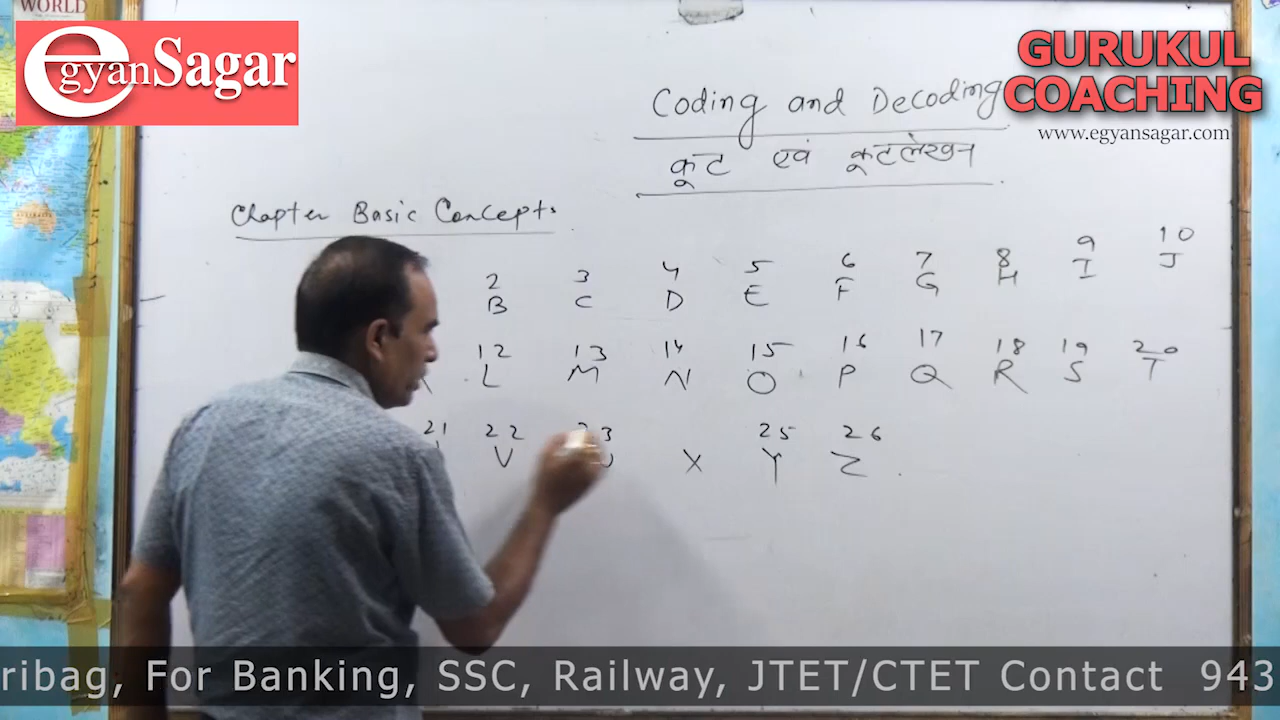 WORLD
egyanSagar
GURUKUL
COACHING
www.egyansagar.com
Coding and Decoding
कूट एवं कूटलेखन
Chapter Basic Concepts
2 3 4 5 6 7 8 9 10
B C D E F G H I J
12 13 14 15 16 17 18 19 20
L M N O P Q R S T
21 22 23 25 26
V X Y Z
ribag, For Banking, SSC, Railway, JTET/CTET Contact 943